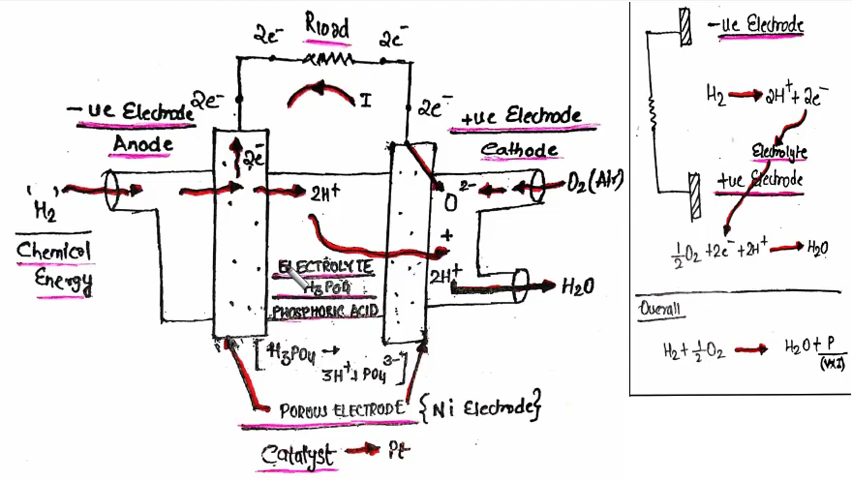 Rload
2e⁻
2e⁻
I
2e⁻
2e⁻
-ve Electrode
Anode
+ve Electrode
Cathode
2e⁻
'H₂'
2H⁺
O²⁻
O₂(Air)
+
Chemical
Energy
ELECTROLYTE
H₃PO₄
PHOSPHORIC ACID
2H⁺
H₂O
[H₃PO₄ →
3H⁺+PO₄³⁻]
POROUS ELECTRODE {Ni Electrode}
Catalyst → Pt
-ve Electrode
H₂ → 2H⁺+2e⁻
Electrolyte
+ve Electrode
½O₂+2e⁻+2H⁺ → H₂O
Overall
H₂+½O₂ → H₂O+P
(V×I)